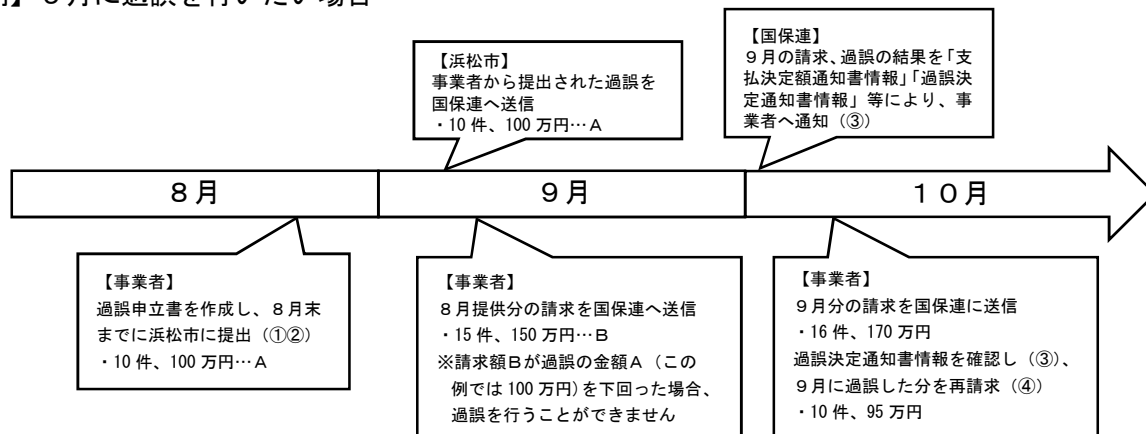 】８月に過誤を行いたい場合
【浜松市】
事業者から提出された過誤を
国保連へ送信
・10 件、100 万円…Ａ
【国保連】
９月の請求、過誤の結果を「支
払決定額通知書情報」「過誤決
定通知書情報」等により、事
業者へ通知（③）
８月
９月
１０月
【事業者】
過誤申立書を作成し、８月末
までに浜松市に提出（①②）
・10 件、100 万円…Ａ
【事業者】
８月提供分の請求を国保連へ送信
・15 件、150 万円…Ｂ
※請求額Ｂが過誤の金額Ａ（この
例では 100 万円）を下回った場合、
過誤を行うことができません
【事業者】
９月分の請求を国保連に送信
・16 件、170 万円
過誤決定通知書情報を確認し（③）、
９月に過誤した分を再請求（④）
・10 件、95 万円